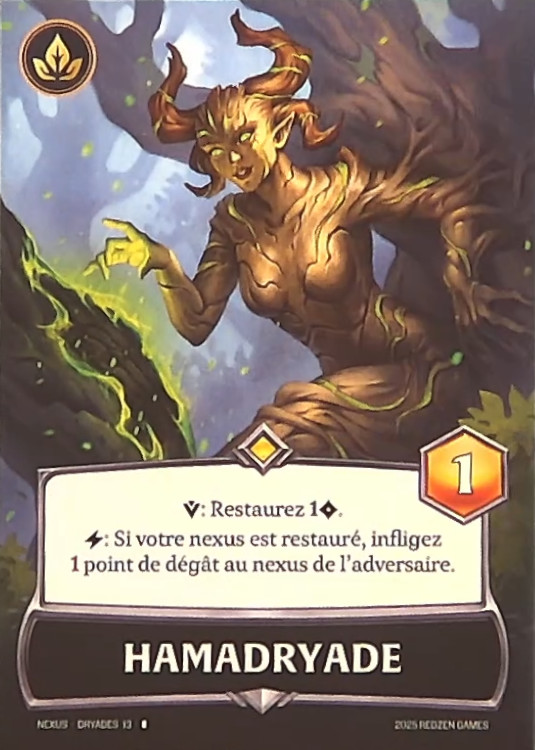 1
: Restaurez 1.
: Si votre nexus est restauré, infligez
1 point de dégât au nexus de l'adversaire.
HAMADRYADE
NEXUS · DRYADES 13
2025 REDZEN GAMES